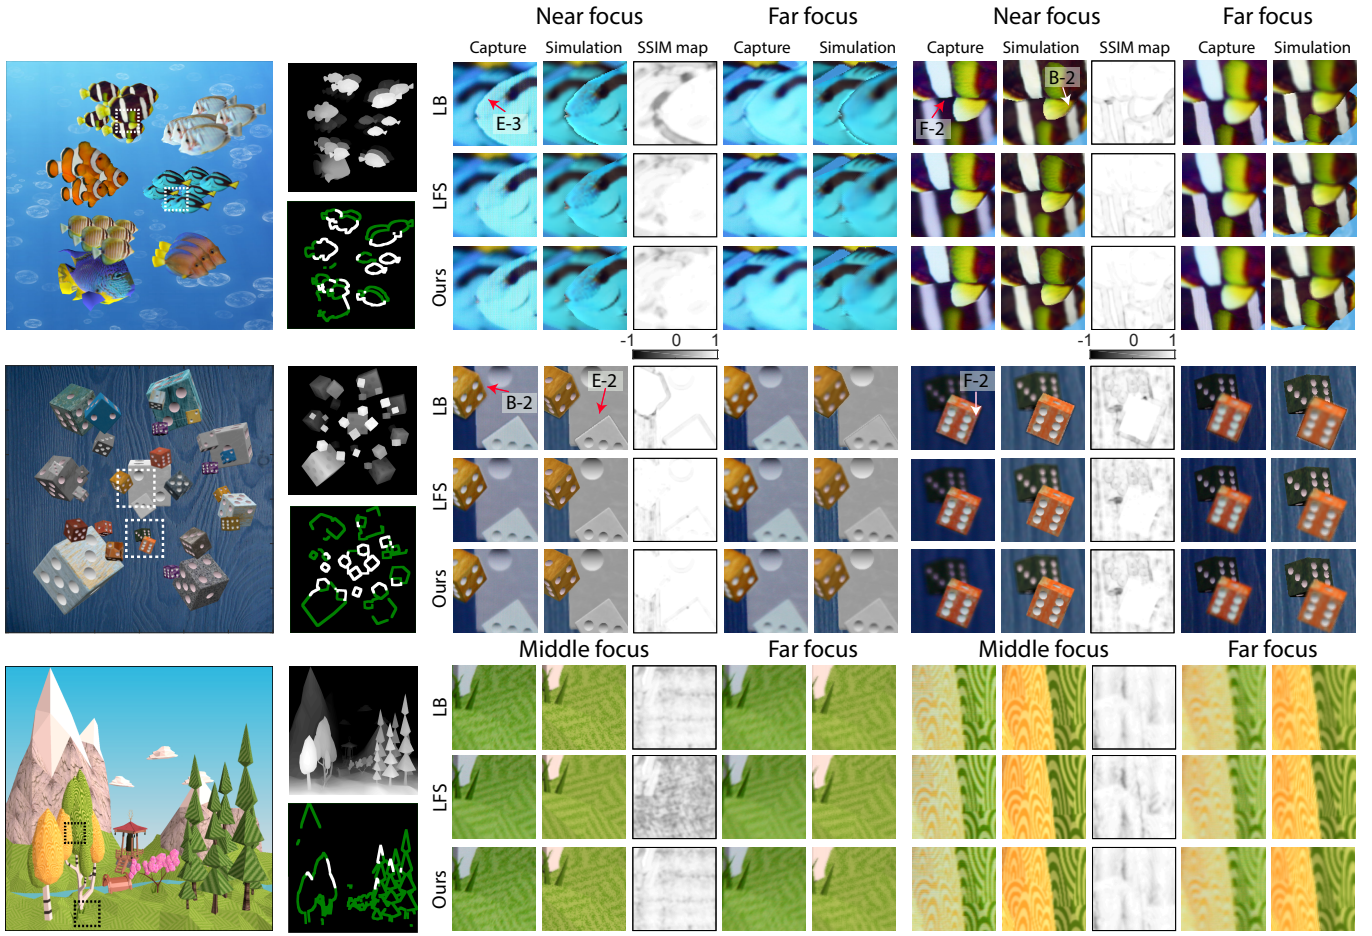 Near focus Far focus Near focus Far focus
Capture Simulation SSIM map Capture Simulation Capture Simulation SSIM map Capture Simulation
LB
E-3
F-2
B-2
LFS
Ours
-1 0 1
-1 0 1
LB
B-2
E-2
F-2
LFS
Ours
Middle focus Far focus Middle focus Far focus
LB
LFS
Ours